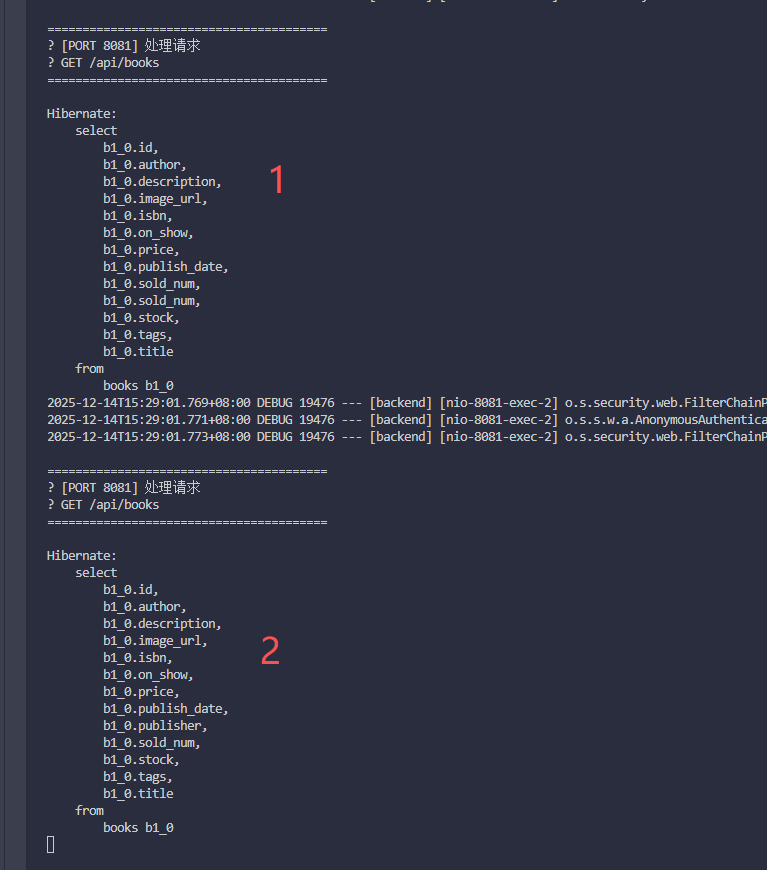 ========================================
? [PORT 8081] 处理请求
? GET /api/books
========================================
Hibernate:
    select
        b1_0.id,
        b1_0.author,
        b1_0.description,
        b1_0.image_url,
        b1_0.isbn,
        b1_0.on_show,
        b1_0.price,
        b1_0.publish_date,
        b1_0.sold_num,
        b1_0.sold_num,
        b1_0.stock,
        b1_0.tags,
        b1_0.title
    from
        books b1_0
1
2025-12-14T15:29:01.769+08:00 DEBUG 19476 --- [backend] [nio-8081-exec-2] o.s.security.web.FilterChainP
2025-12-14T15:29:01.771+08:00 DEBUG 19476 --- [backend] [nio-8081-exec-2] o.s.s.w.a.AnonymousAuthentica
2025-12-14T15:29:01.773+08:00 DEBUG 19476 --- [backend] [nio-8081-exec-2] o.s.security.web.FilterChainP
========================================
? [PORT 8081] 处理请求
? GET /api/books
========================================
Hibernate:
    select
        b1_0.id,
        b1_0.author,
        b1_0.description,
        b1_0.image_url,
        b1_0.isbn,
        b1_0.on_show,
        b1_0.price,
        b1_0.publish_date,
        b1_0.publisher,
        b1_0.sold_num,
        b1_0.stock,
        b1_0.tags,
        b1_0.title
    from
        books b1_0
2